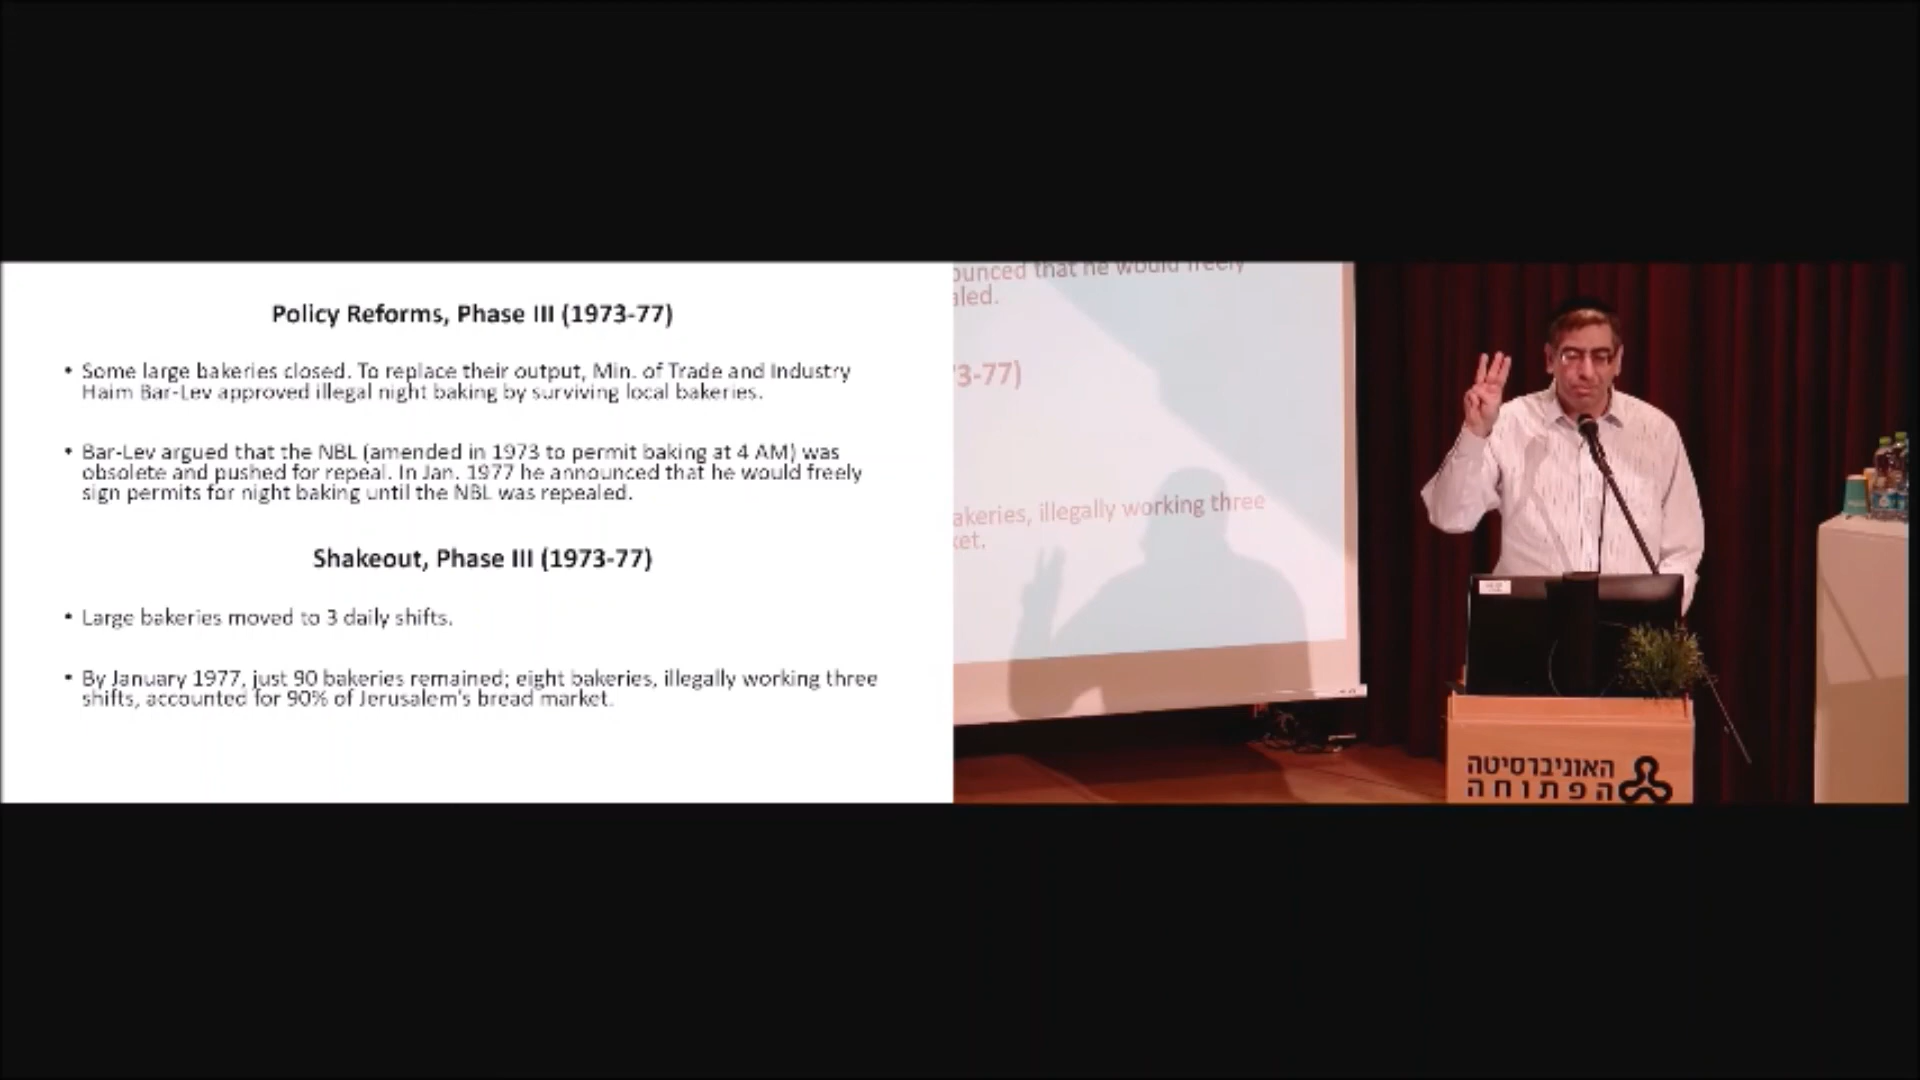 Policy Reforms, Phase III (1973-77)
• Some large bakeries closed. To replace their output, Min. of Trade and Industry
Haim Bar-Lev approved illegal night baking by surviving local bakeries.
• Bar-Lev argued that the NBL (amended in 1973 to permit baking at 4 AM) was
obsolete and pushed for repeal. In Jan. 1977 he announced that he would freely
sign permits for night baking until the NBL was repealed.
Shakeout, Phase III (1973-77)
• Large bakeries moved to 3 daily shifts.
• By January 1977, just 90 bakeries remained; eight bakeries, illegally working three
shifts, accounted for 90% of Jerusalem's bread market.
ounced that he would freely
aled.
'3-77)
akeries, illegally working three
ket.
האוניברסיטה
הפתוחה